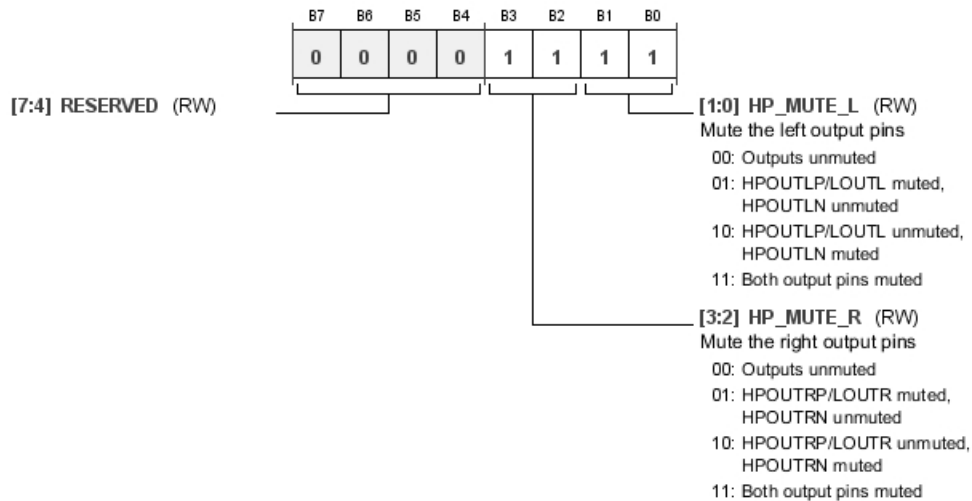 B7 B6 B5 B4 B3 B2 B1 B0
0 0 0 0 1 1 1 1
[7:4] RESERVED (RW)
[1:0] HP_MUTE_L (RW)
Mute the left output pins
00: Outputs unmuted
01: HPOUTLP/LOUTL muted,
HPOUTLN unmuted
10: HPOUTLP/LOUTL unmuted,
HPOUTLN muted
11: Both output pins muted
[3:2] HP_MUTE_R (RW)
Mute the right output pins
00: Outputs unmuted
01: HPOUTRP/LOUTR muted,
HPOUTRN unmuted
10: HPOUTRP/LOUTR unmuted,
HPOUTRN muted
11: Both output pins muted